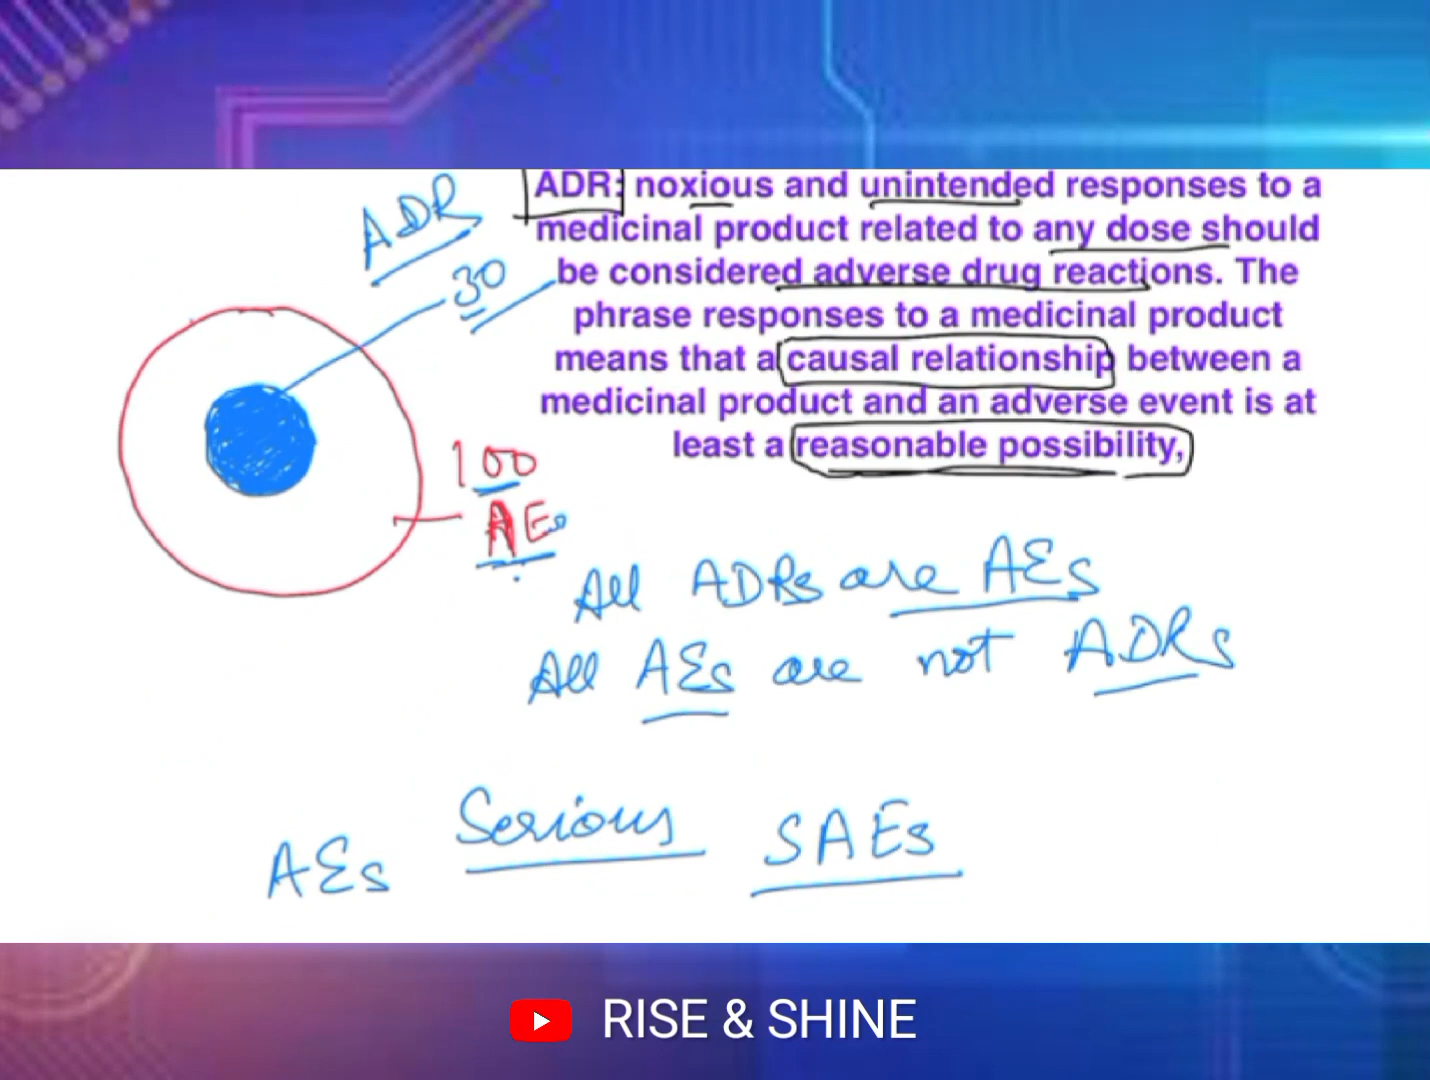 ADR: noxious and unintended responses to a
medicinal product related to any dose should
be considered adverse drug reactions. The
phrase responses to a medicinal product
means that a causal relationship between a
medicinal product and an adverse event is at
least a reasonable possibility,
ADR
30
100
AEs
All ADRs are AEs
All AEs are not ADRs
AEs Serious SAEs
RISE & SHINE